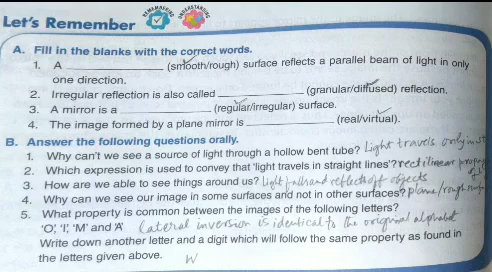 Let's Remember
REMEMBERING UNDERSTANDING
A. Fill in the blanks with the correct words.
1. A ____________ (smooth/rough) surface reflects a parallel beam of light in only
one direction.
2. Irregular reflection is also called ____________ (granular/diffused) reflection.
3. A mirror is a ____________ (regular/irregular) surface.
4. The image formed by a plane mirror is ____________ (real/virtual).
B. Answer the following questions orally.
1. Why can't we see a source of light through a hollow bent tube? Light travels only in st
2. Which expression is used to convey that 'light travels in straight lines'? rectilinear
3. How are we able to see things around us? Light falls and reflects off objects
4. Why can we see our image in some surfaces and not in other surfaces? plane/rough
5. What property is common between the images of the following letters?
'O', 'I', 'M' and 'A' Lateral inversion is identical to the original alphabet
Write down another letter and a digit which will follow the same property as found in
the letters given above. W